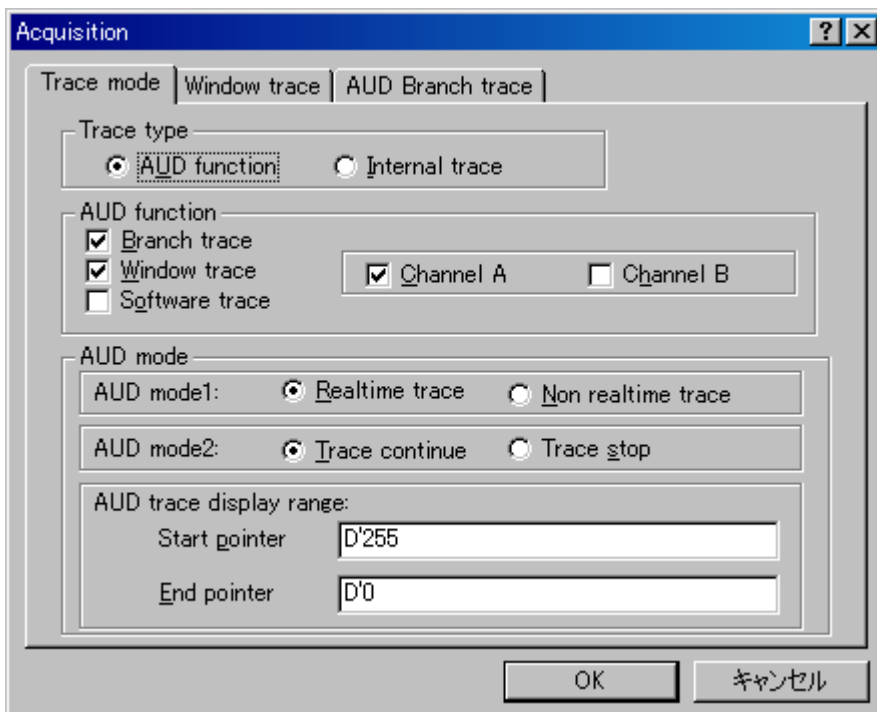 Acquisition
Trace mode Window trace AUD Branch trace
Trace type
AUD function Internal trace
AUD function
Branch trace
Window trace Channel A Channel B
Software trace
AUD mode
AUD mode1: Realtime trace Non realtime trace
AUD mode2: Trace continue Trace stop
AUD trace display range:
Start pointer D'255
End pointer D'0
OK キャンセル